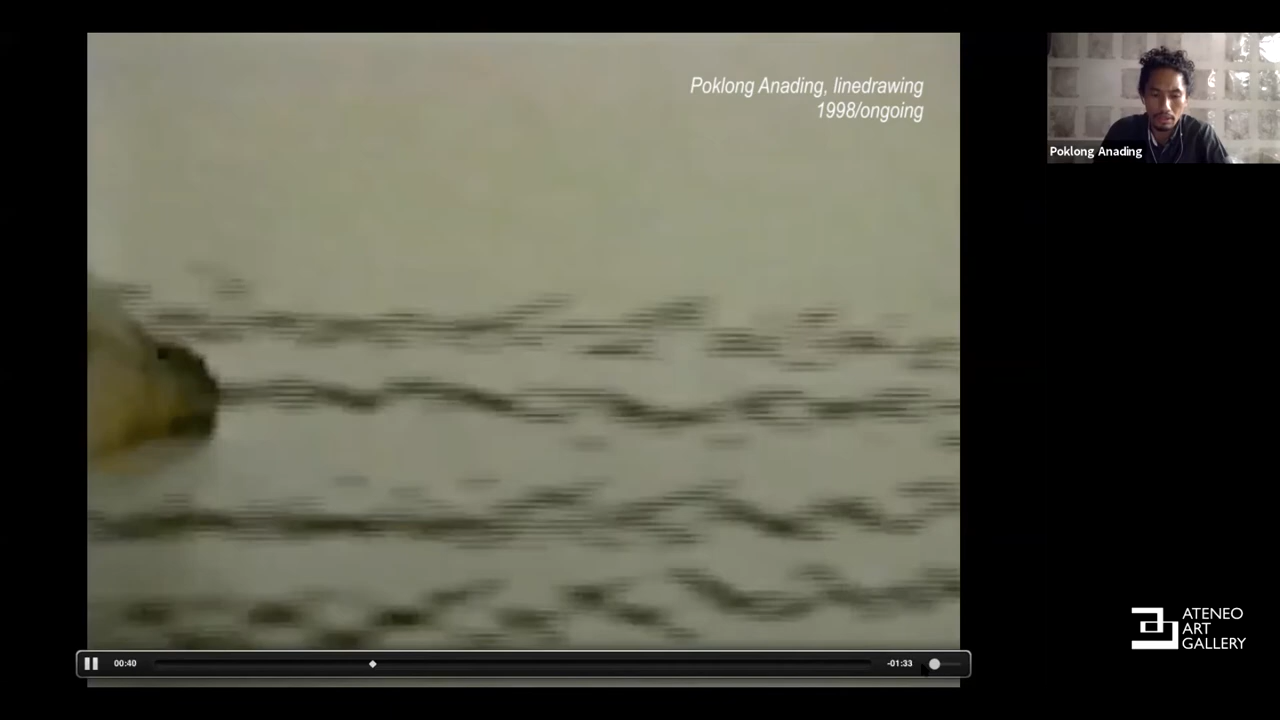 Poklong Anading, linedrawing
1998/ongoing
Poklong Anading
ATENEO
ART
GALLERY
00:40
-01:33